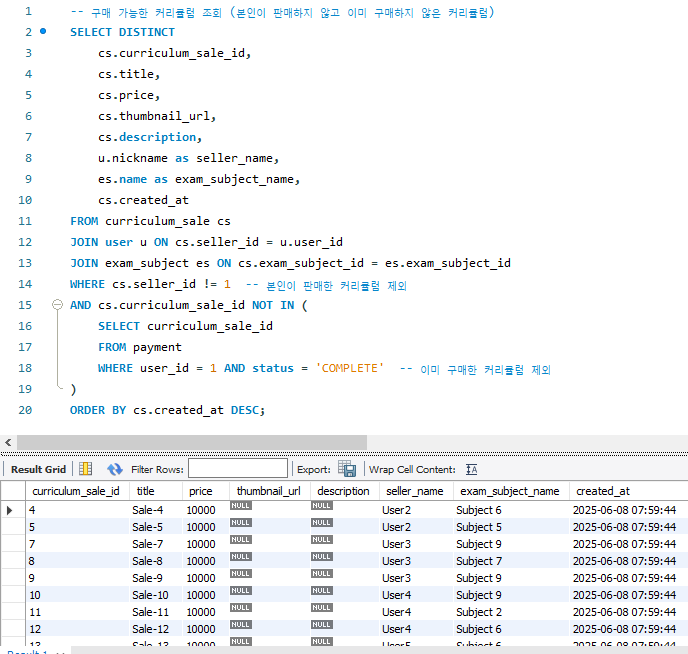 1 -- 구매 가능한 커리큘럼 조회 (본인이 판매하지 않고 이미 구매하지 않은 커리큘럼)
2 SELECT DISTINCT
3 cs.curriculum_sale_id,
4 cs.title,
5 cs.price,
6 cs.thumbnail_url,
7 cs.description,
8 u.nickname as seller_name,
9 es.name as exam_subject_name,
10 cs.created_at
11 FROM curriculum_sale cs
12 JOIN user u ON cs.seller_id = u.user_id
13 JOIN exam_subject es ON cs.exam_subject_id = es.exam_subject_id
14 WHERE cs.seller_id != 1 -- 본인이 판매한 커리큘럼 제외
15 AND cs.curriculum_sale_id NOT IN (
16 SELECT curriculum_sale_id
17 FROM payment
18 WHERE user_id = 1 AND status = 'COMPLETE' -- 이미 구매한 커리큘럼 제외
19 )
20 ORDER BY cs.created_at DESC;
Result Grid Filter Rows: Export: Wrap Cell Content:
curriculum_sale_id title price thumbnail_url description seller_name exam_subject_name created_at
4 Sale-4 10000 NULL NULL User2 Subject 6 2025-06-08 07:59:44
5 Sale-5 10000 NULL NULL User2 Subject 5 2025-06-08 07:59:44
7 Sale-7 10000 NULL NULL User3 Subject 9 2025-06-08 07:59:44
8 Sale-8 10000 NULL NULL User3 Subject 7 2025-06-08 07:59:44
9 Sale-9 10000 NULL NULL User3 Subject 9 2025-06-08 07:59:44
10 Sale-10 10000 NULL NULL User4 Subject 9 2025-06-08 07:59:44
11 Sale-11 10000 NULL NULL User4 Subject 2 2025-06-08 07:59:44
12 Sale-12 10000 NULL NULL User4 Subject 6 2025-06-08 07:59:44
13 Sale-13 10000 NULL NULL User5 Subject 6 2025-06-08 07:59:44